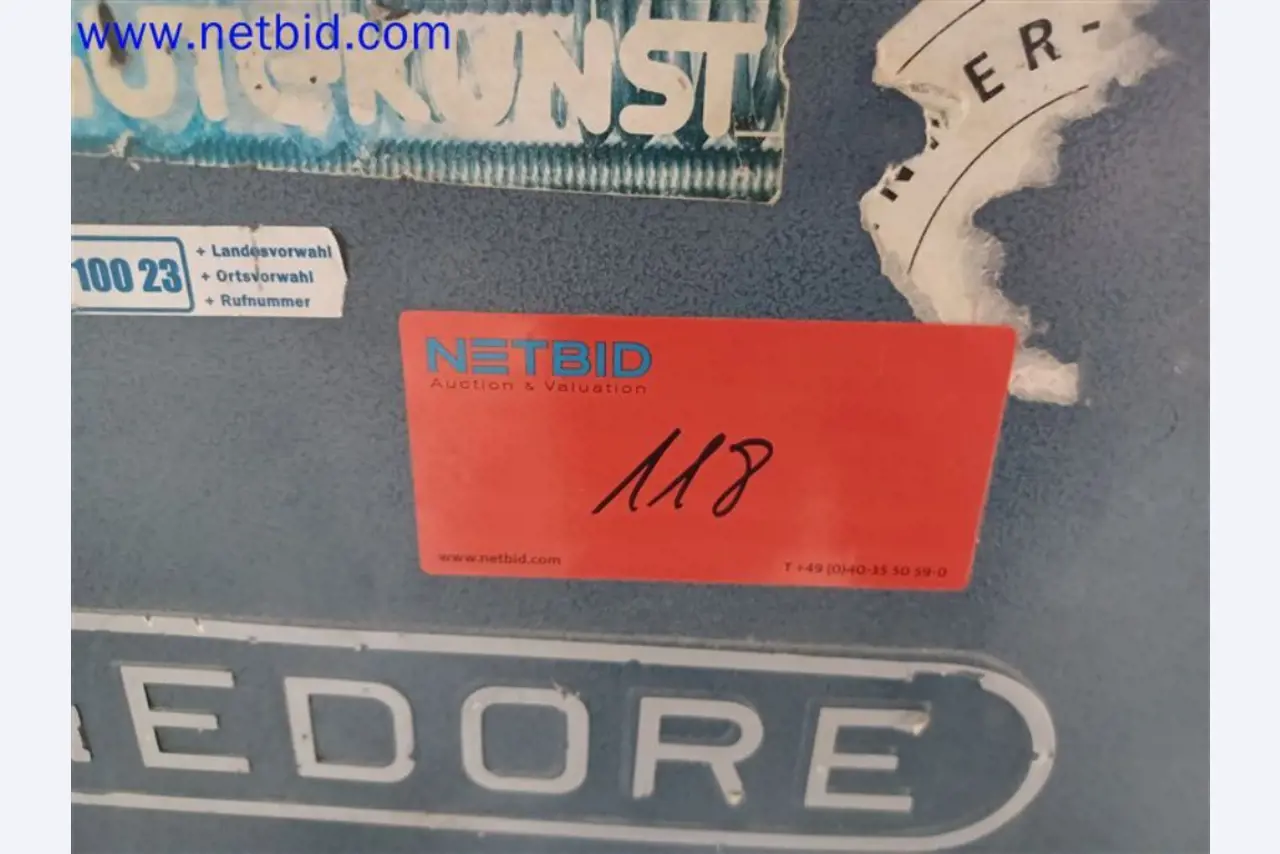 www.netbid.com
KUNST
ER-
100 23
+ Landesvorwahl
+ Ortsvorwahl
+ Rufnummer
NETBID
Auction & Valuation
118
www.netbid.com
T +49 (0)40-35 50 59-0
EDORE